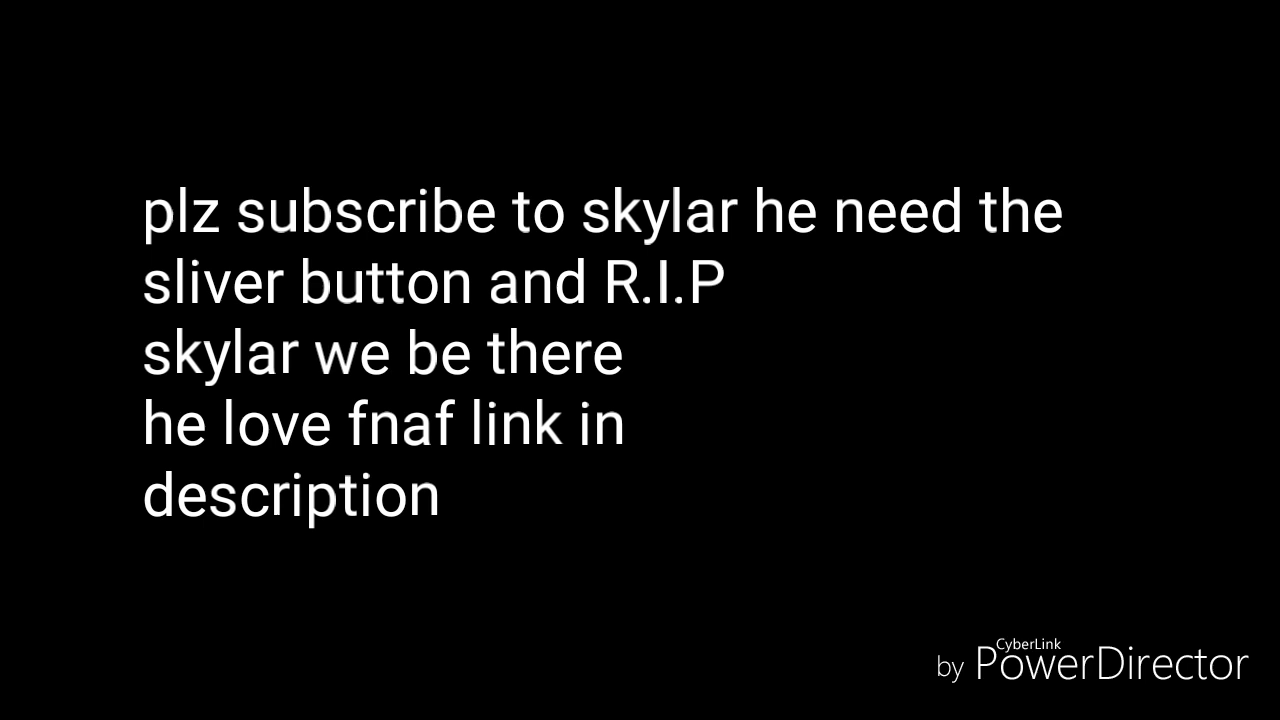 plz subscribe to skylar he need the
sliver button and R.I.P
skylar we be there
he love fnaf link in
description
by CyberLink PowerDirector